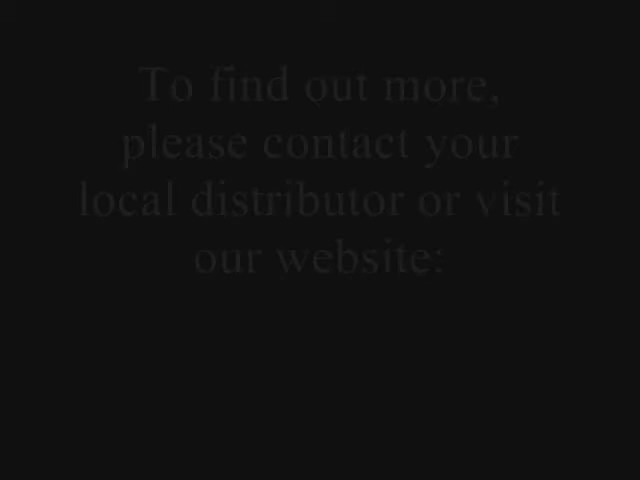 To find out more,
please contact your
local distributor or visit
our website: